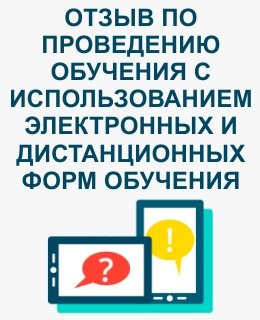 ОТЗЫВ ПО
ПРОВЕДЕНИЮ
ОБУЧЕНИЯ С
ИСПОЛЬЗОВАНИЕМ
ЭЛЕКТРОННЫХ И
ДИСТАНЦИОННЫХ
ФОРМ ОБУЧЕНИЯ
!
?